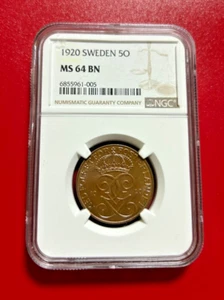 1920 SWEDEN 5O
MS 64 BN
6855961-005
NUMISMATIC GUARANTY COMPANY
NGC